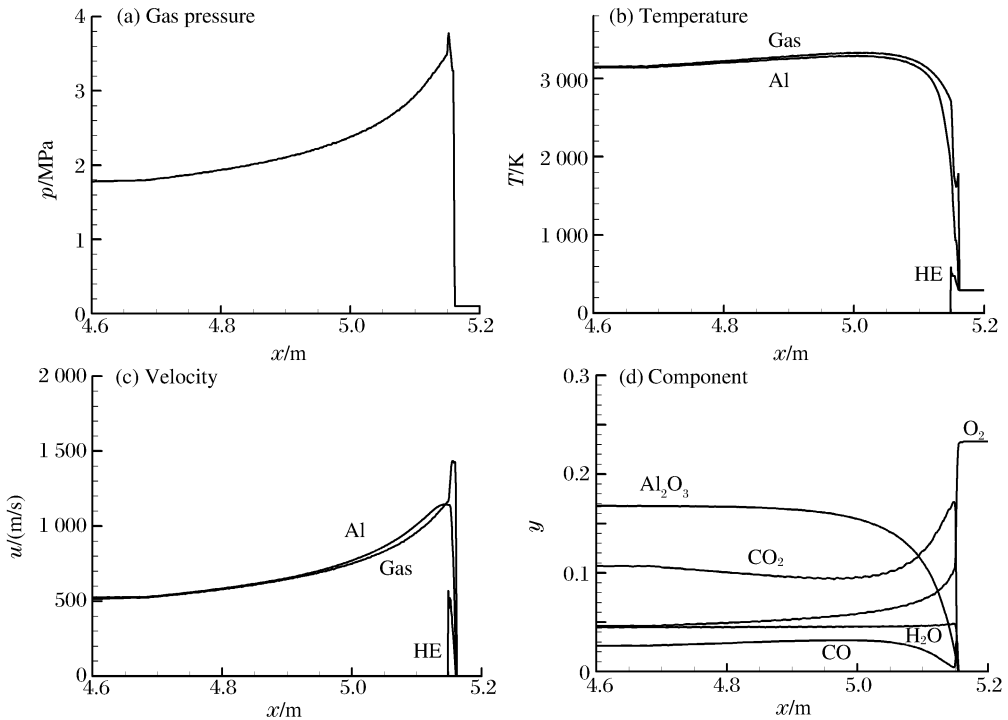 (a) Gas pressure
4
3
2
1
0
p/MPa
4.6
4.8
5.0
5.2
x/m
(b) Temperature
Gas
Al
HE
3 000
2 000
1 000
0
T/K
4.6
4.8
5.0
5.2
x/m
(c) Velocity
2 000
1 500
1 000
500
0
u/(m/s)
Al
Gas
HE
4.6
4.8
5.0
5.2
x/m
(d) Component
0.3
0.2
0.1
0
y
O₂
Al₂O₃
CO₂
H₂O
CO
4.6
4.8
5.0
5.2
x/m